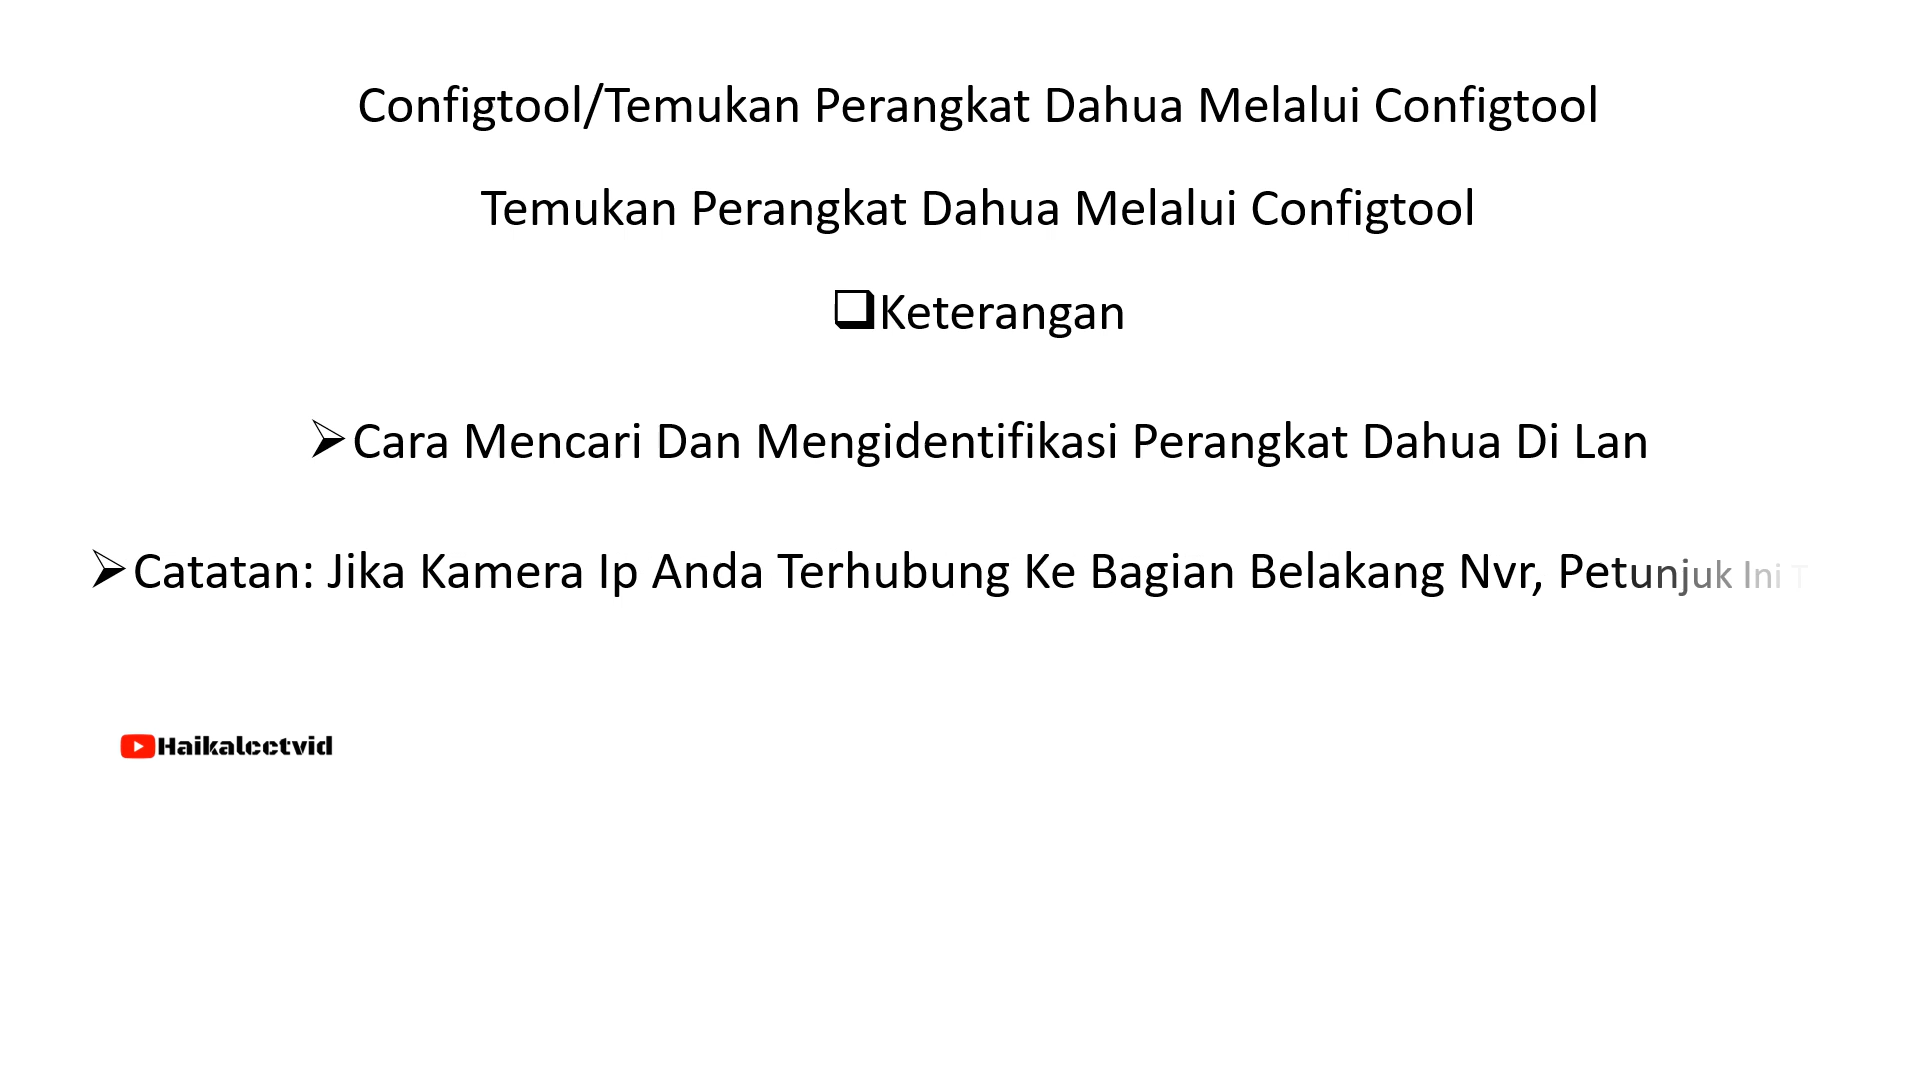 Configtool/Temukan Perangkat Dahua Melalui Configtool
Temukan Perangkat Dahua Melalui Configtool
❑Keterangan
➢Cara Mencari Dan Mengidentifikasi Perangkat Dahua Di Lan
➢Catatan: Jika Kamera Ip Anda Terhubung Ke Bagian Belakang Nvr, Petunjuk Ini
Haikalcctvid